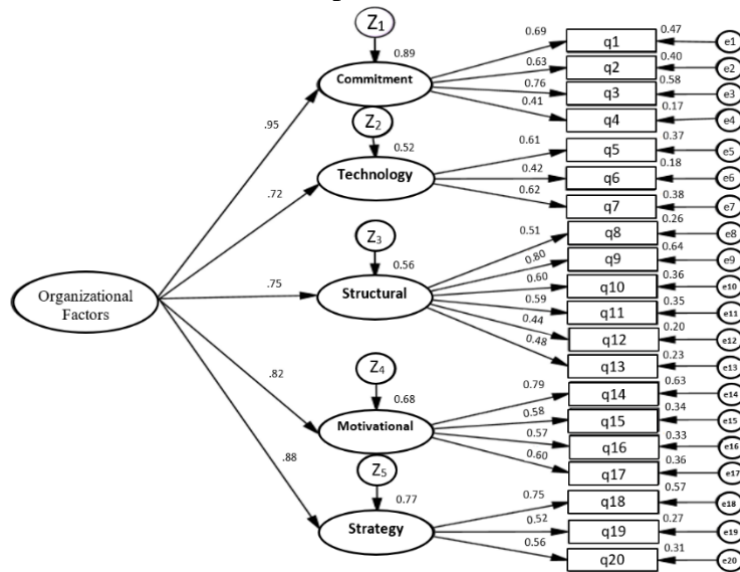 Z1
0.89
Commitment
0.69
q1
0.47
e1
0.63
q2
0.40
e2
0.76
q3
0.58
e3
0.41
q4
0.17
e4
.95
Z2
0.52
Technology
0.61
q5
0.37
e5
0.42
q6
0.18
e6
0.62
q7
0.38
e7
.72
Z3
0.56
Structural
0.51
q8
0.26
e8
0.80
q9
0.64
e9
0.60
q10
0.36
e10
0.59
q11
0.35
e11
0.44
q12
0.20
e12
0.48
q13
0.23
e13
.75
Organizational
Factors
.82
Z4
0.68
Motivational
0.79
q14
0.63
e14
0.58
q15
0.34
e15
0.57
q16
0.33
e16
0.60
q17
0.36
e17
.88
Z5
0.77
Strategy
0.75
q18
0.57
e18
0.52
q19
0.27
e19
0.56
q20
0.31
e20